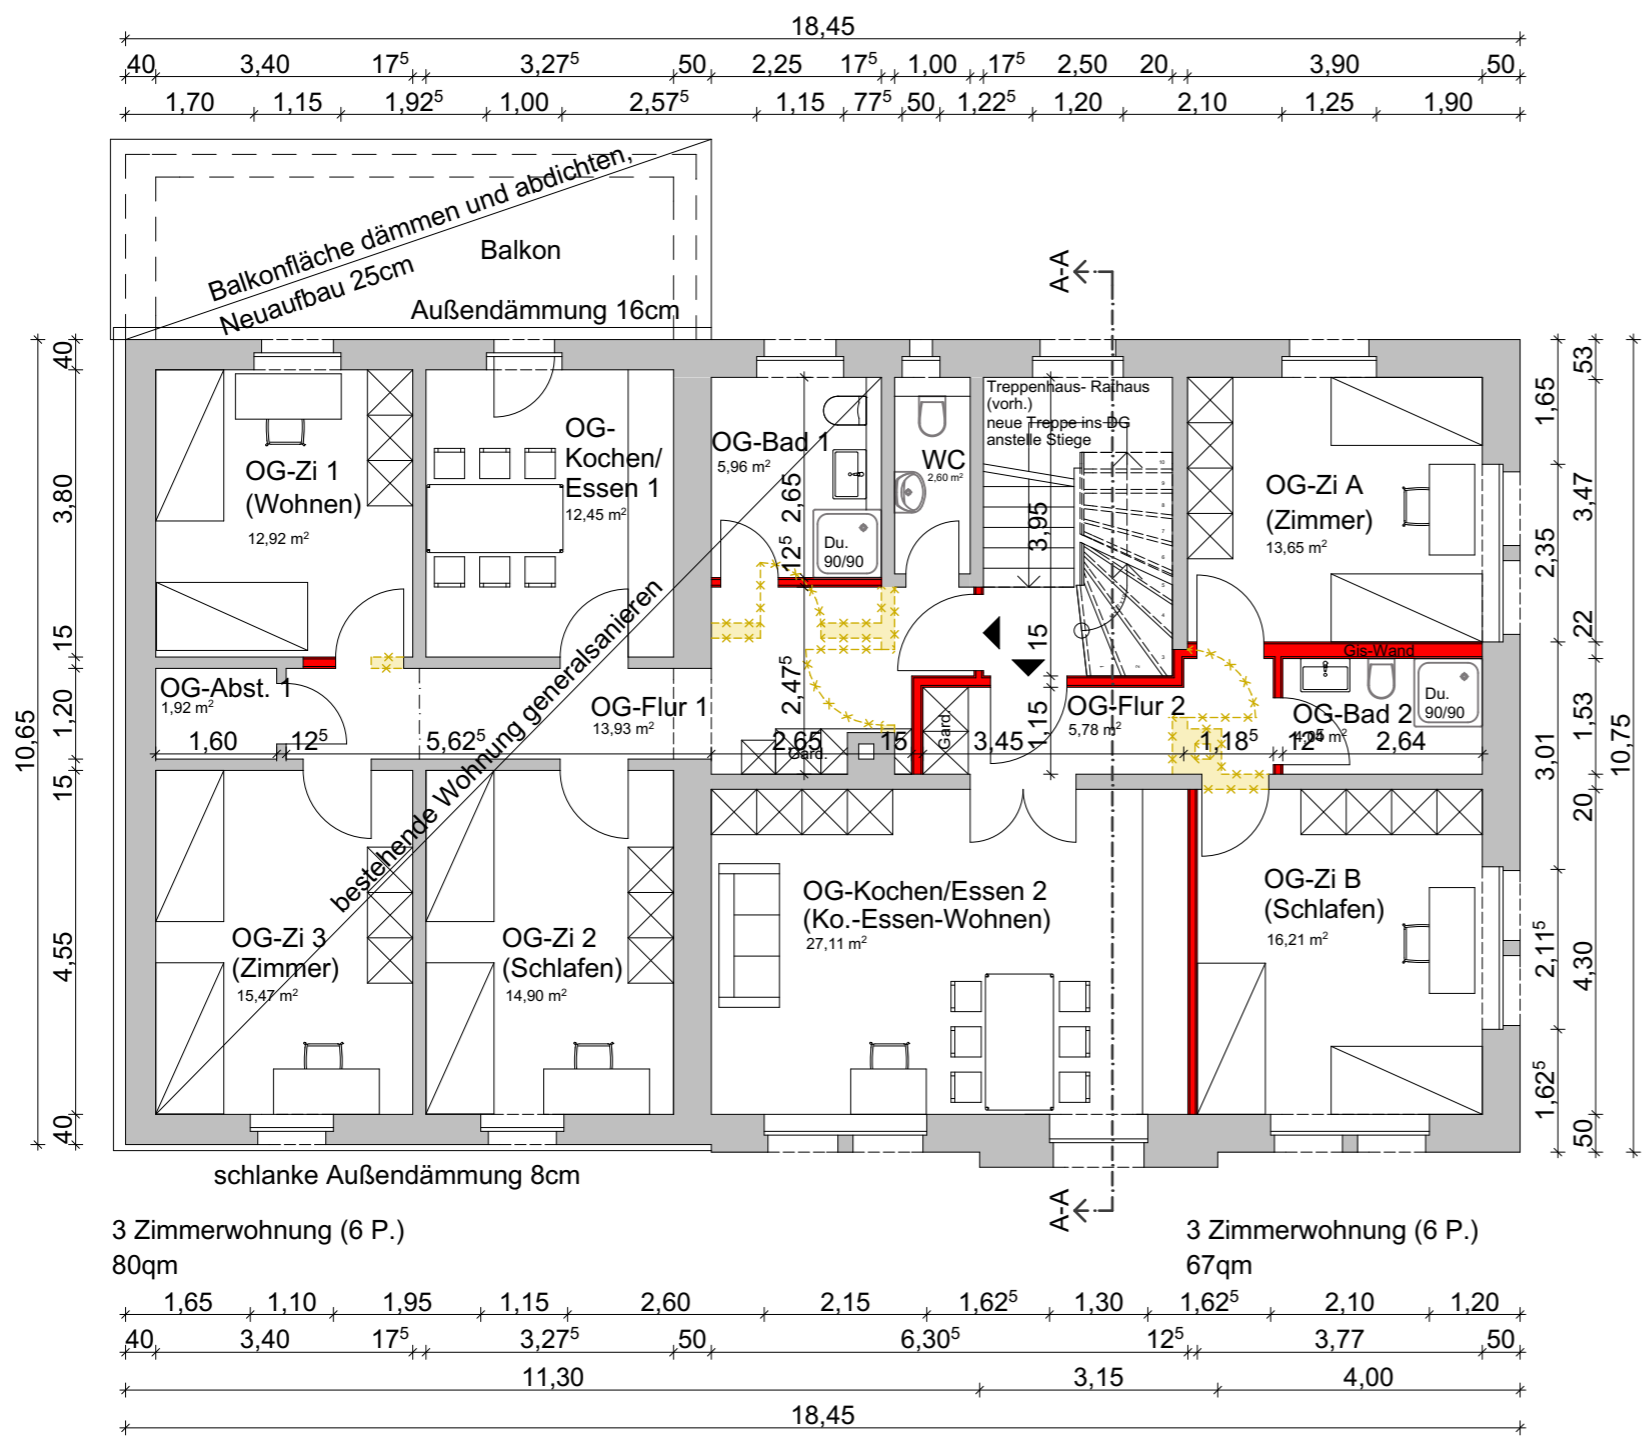 18,45
40 3,40 17⁵ 3,27⁵ 50 2,25 17⁵ 1,00 17⁵ 2,50 20 3,90 50
1,70 1,15 1,92⁵ 1,00 2,57⁵ 1,15 77⁵ 50 1,22⁵ 1,20 2,10 1,25 1,90
Balkonfläche dämmen und abdichten,
Neuaufbau 25cm
Balkon
Außendämmung 16cm
A-A
10,65
40
3,80
15
1,20
15
4,55
40
OG-Zi 1
(Wohnen)
12,92 m²
OG-
Kochen/
Essen 1
12,45 m²
OG-Bad 1
5,96 m²
Du.
90/90
2,65
12⁵
2,47⁵
WC
2,60 m²
Treppenhaus- Rathaus
(vorh.)
neue Treppe ins DG
anstelle Stiege
3,95
15
1,15
OG-Zi A
(Zimmer)
13,65 m²
Gis-Wand
Du.
90/90
OG-Bad 2
OG-Abst. 1
1,92 m²
OG-Flur 1
13,93 m²
OG-Flur 2
5,78 m²
Gard.
Gard.
1,60 12⁵ 5,62⁵ 2,65 15 3,45 1,18⁵ 12⁵ 2,64
bestehende Wohnung generalsanieren
OG-Zi 3
(Zimmer)
15,47 m²
OG-Zi 2
(Schlafen)
14,90 m²
OG-Kochen/Essen 2
(Ko.-Essen-Wohnen)
27,11 m²
OG-Zi B
(Schlafen)
16,21 m²
1,65
2,35
3,01
2,11⁵
1,62⁵
53
3,47
22
1,53
20
4,30
50
10,75
A-A
schlanke Außendämmung 8cm
3 Zimmerwohnung (6 P.)
80qm
3 Zimmerwohnung (6 P.)
67qm
1,65 1,10 1,95 1,15 2,60 2,15 1,62⁵ 1,30 1,62⁵ 2,10 1,20
40 3,40 17⁵ 3,27⁵ 50 6,30⁵ 12⁵ 3,77 50
11,30 3,15 4,00
18,45